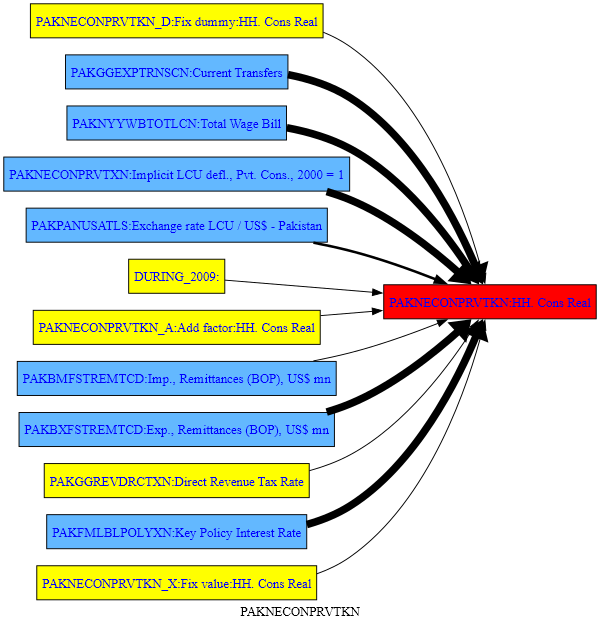 PAKNECONPRVTKN_D:Fix dummy:HH. Cons Real
PAKGGEXPTRNSCN:Current Transfers
PAKNYYWBTOTLCN:Total Wage Bill
PAKNECONPRVTXN:Implicit LCU defl., Pvt. Cons., 2000 = 1
PAKPANUSATLS:Exchange rate LCU / US$ - Pakistan
DURING_2009:
PAKNECONPRVTKN:HH. Cons Real
PAKNECONPRVTKN_A:Add factor:HH. Cons Real
PAKBMFSTREMTCD:Imp., Remittances (BOP), US$ mn
PAKBXFSTREMTCD:Exp., Remittances (BOP), US$ mn
PAKGGREVDRCTXN:Direct Revenue Tax Rate
PAKFMLBLPOLYXN:Key Policy Interest Rate
PAKNECONPRVTKN_X:Fix value:HH. Cons Real
PAKNECONPRVTKN